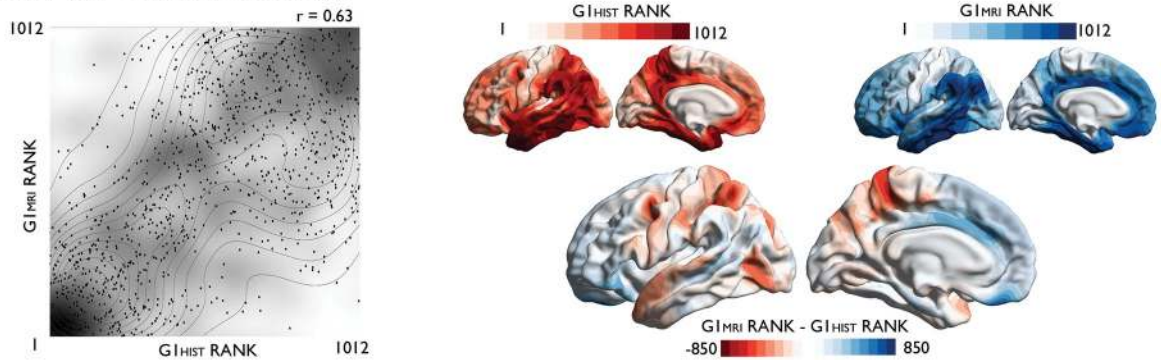 r = 0.63
1012
G1MRI RANK
1
G1HIST RANK
1012
G1HIST RANK
1
1012
G1MRI RANK
1
1012
G1MRI RANK - G1HIST RANK
-850
850